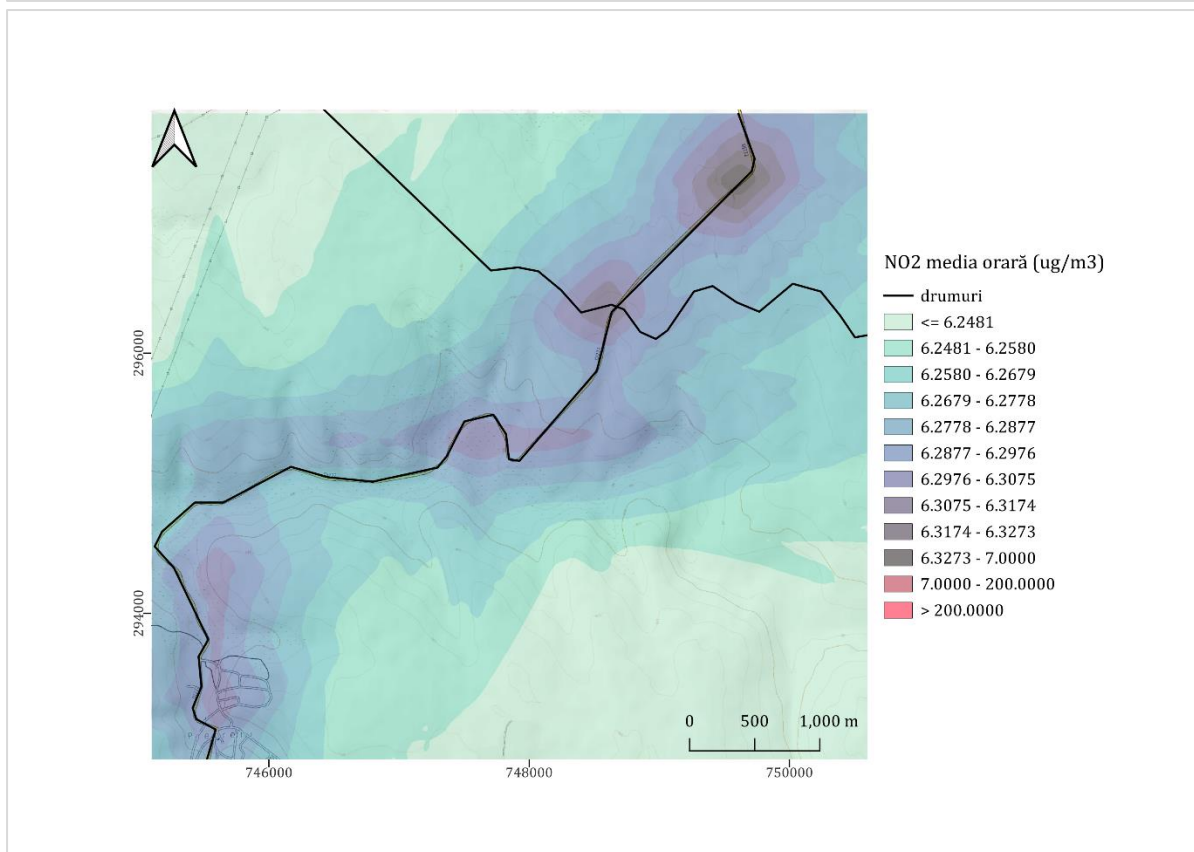 NO2 media orară (ug/m3)
drumuri
<= 6.2481
6.2481 - 6.2580
6.2580 - 6.2679
6.2679 - 6.2778
6.2778 - 6.2877
6.2877 - 6.2976
6.2976 - 6.3075
6.3075 - 6.3174
6.3174 - 6.3273
6.3273 - 7.0000
7.0000 - 200.0000
> 200.0000
296000
294000
0 500 1,000 m
746000 748000 750000